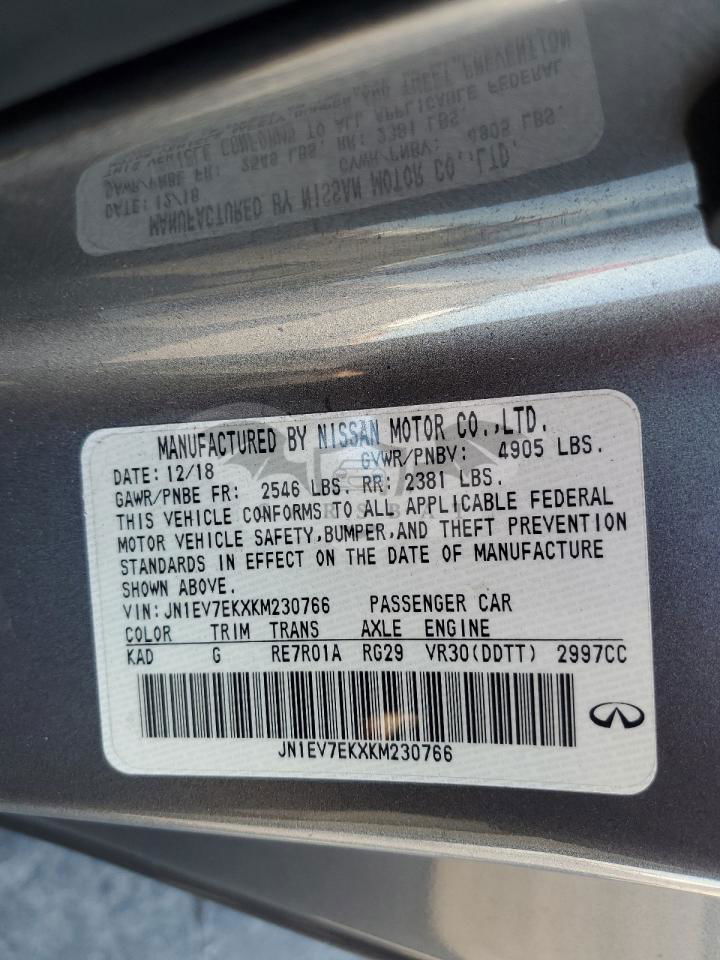 MANUFACTURED BY NISSAN MOTOR CO.,LTD.
DATE: 12/18 GVWR/PNBV: 4905 LBS.
GAWR/PNBE FR: 2546 LBS. RR: 2381 LBS.
THIS VEHICLE CONFORMS TO ALL APPLICABLE FEDERAL
MOTOR VEHICLE SAFETY,BUMPER,AND THEFT PREVENTION
STANDARDS IN EFFECT ON THE DATE OF MANUFACTURE
SHOWN ABOVE.
VIN:JN1EV7EKXKM230766 PASSENGER CAR
COLOR TRIM TRANS AXLE ENGINE
KAD G RE7R01A RG29 VR30(DDTT) 2997CC
JN1EV7EKXKM230766